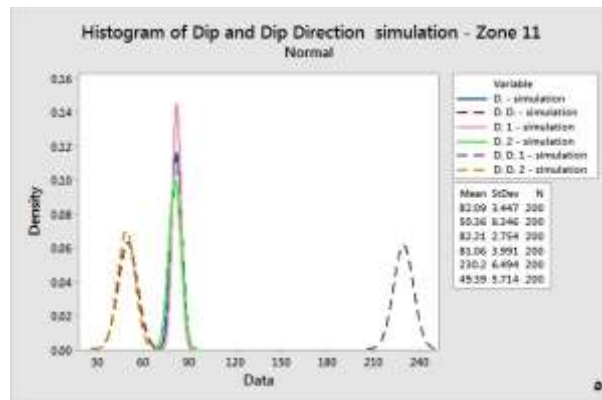 Histogram of Dip and Dip Direction simulation - Zone 11
Normal
0.16
0.14
0.12
0.10
0.08
0.06
0.04
0.02
0.00
Density
30 60 90 120 150 180 210 240
Data
Variable
D. - simulation
D. D. - simulation
D. 1 - simulation
D. 2 - simulation
D. D. 1 - simulation
D. D. 2 - simulation
Mean StDev N
82.09 3.447 200
50.36 6.246 200
82.21 2.754 200
81.06 3.991 200
230.2 6.494 200
49.39 5.714 200
a